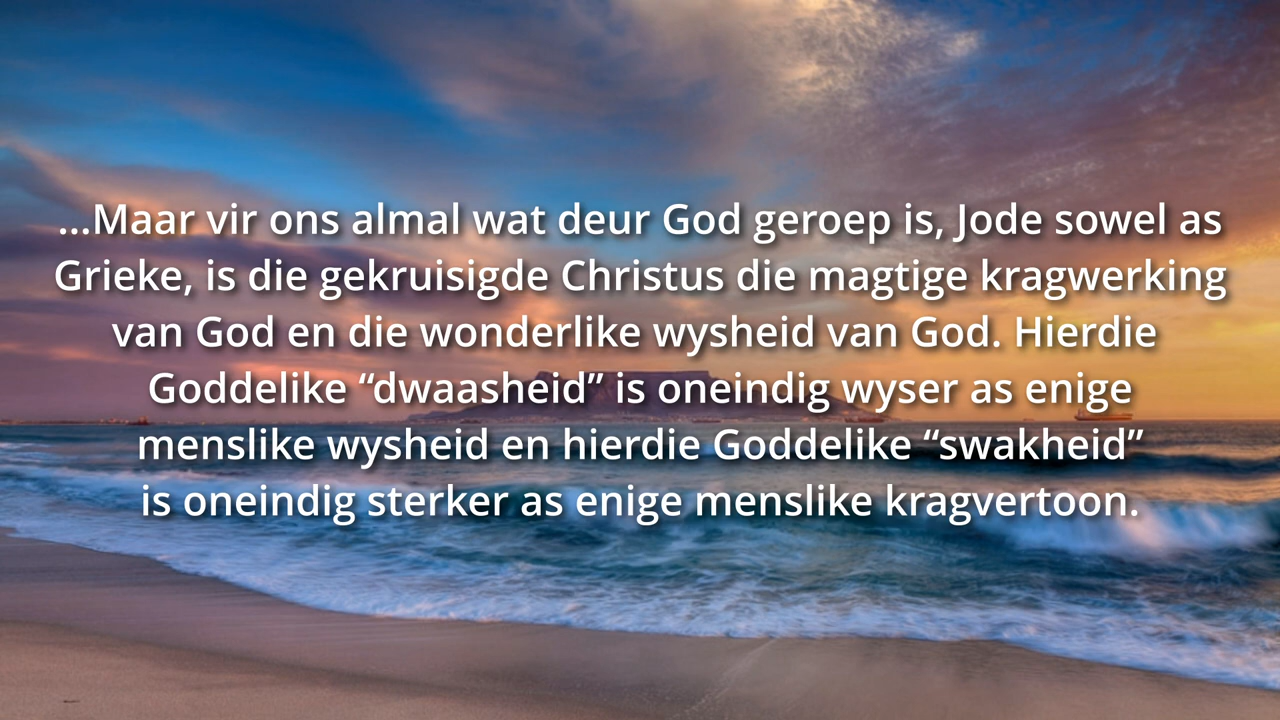 ...Maar vir ons almal wat deur God geroep is, Jode sowel as
Grieke, is die gekruisigde Christus die magtige kragwerking
van God en die wonderlike wysheid van God. Hierdie
Goddelike “dwaasheid” is oneindig wyser as enige
menslike wysheid en hierdie Goddelike “swakheid”
is oneindig sterker as enige menslike kragvertoon.